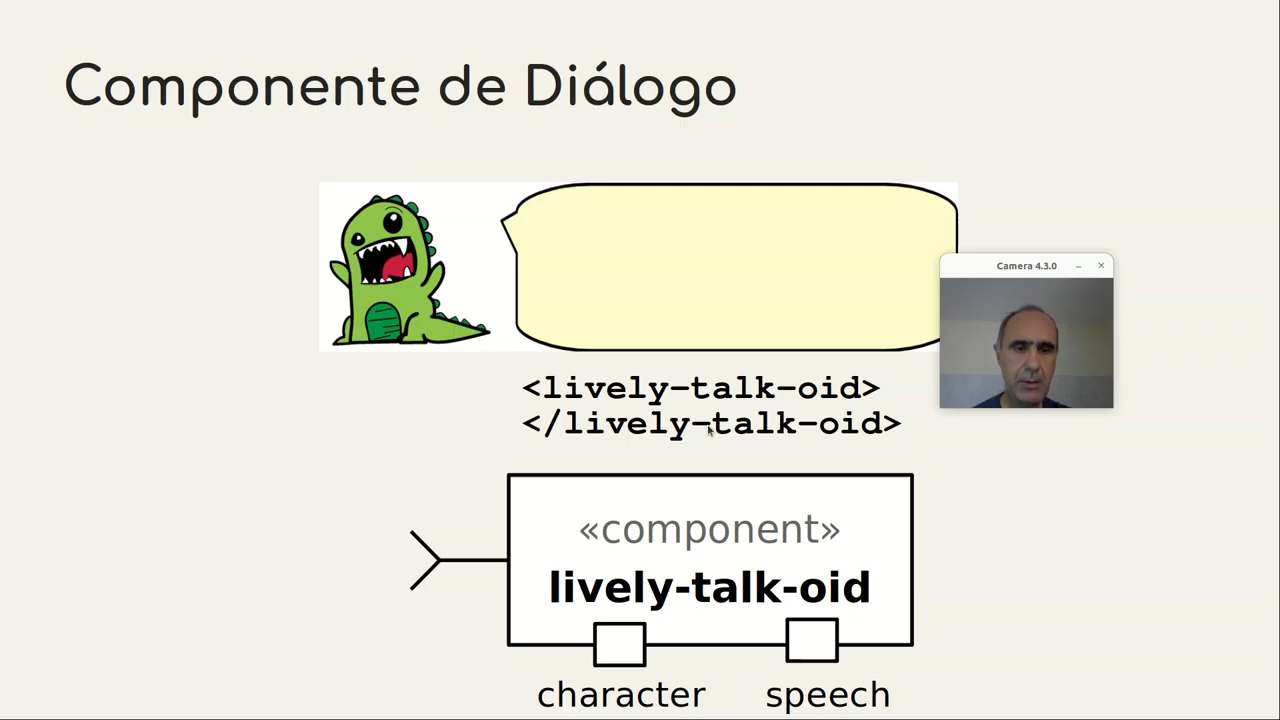 Componente de Diálogo
Camera 4.3.0
<lively-talk-oid>
</lively-talk-oid>
«component»
lively-talk-oid
character
speech